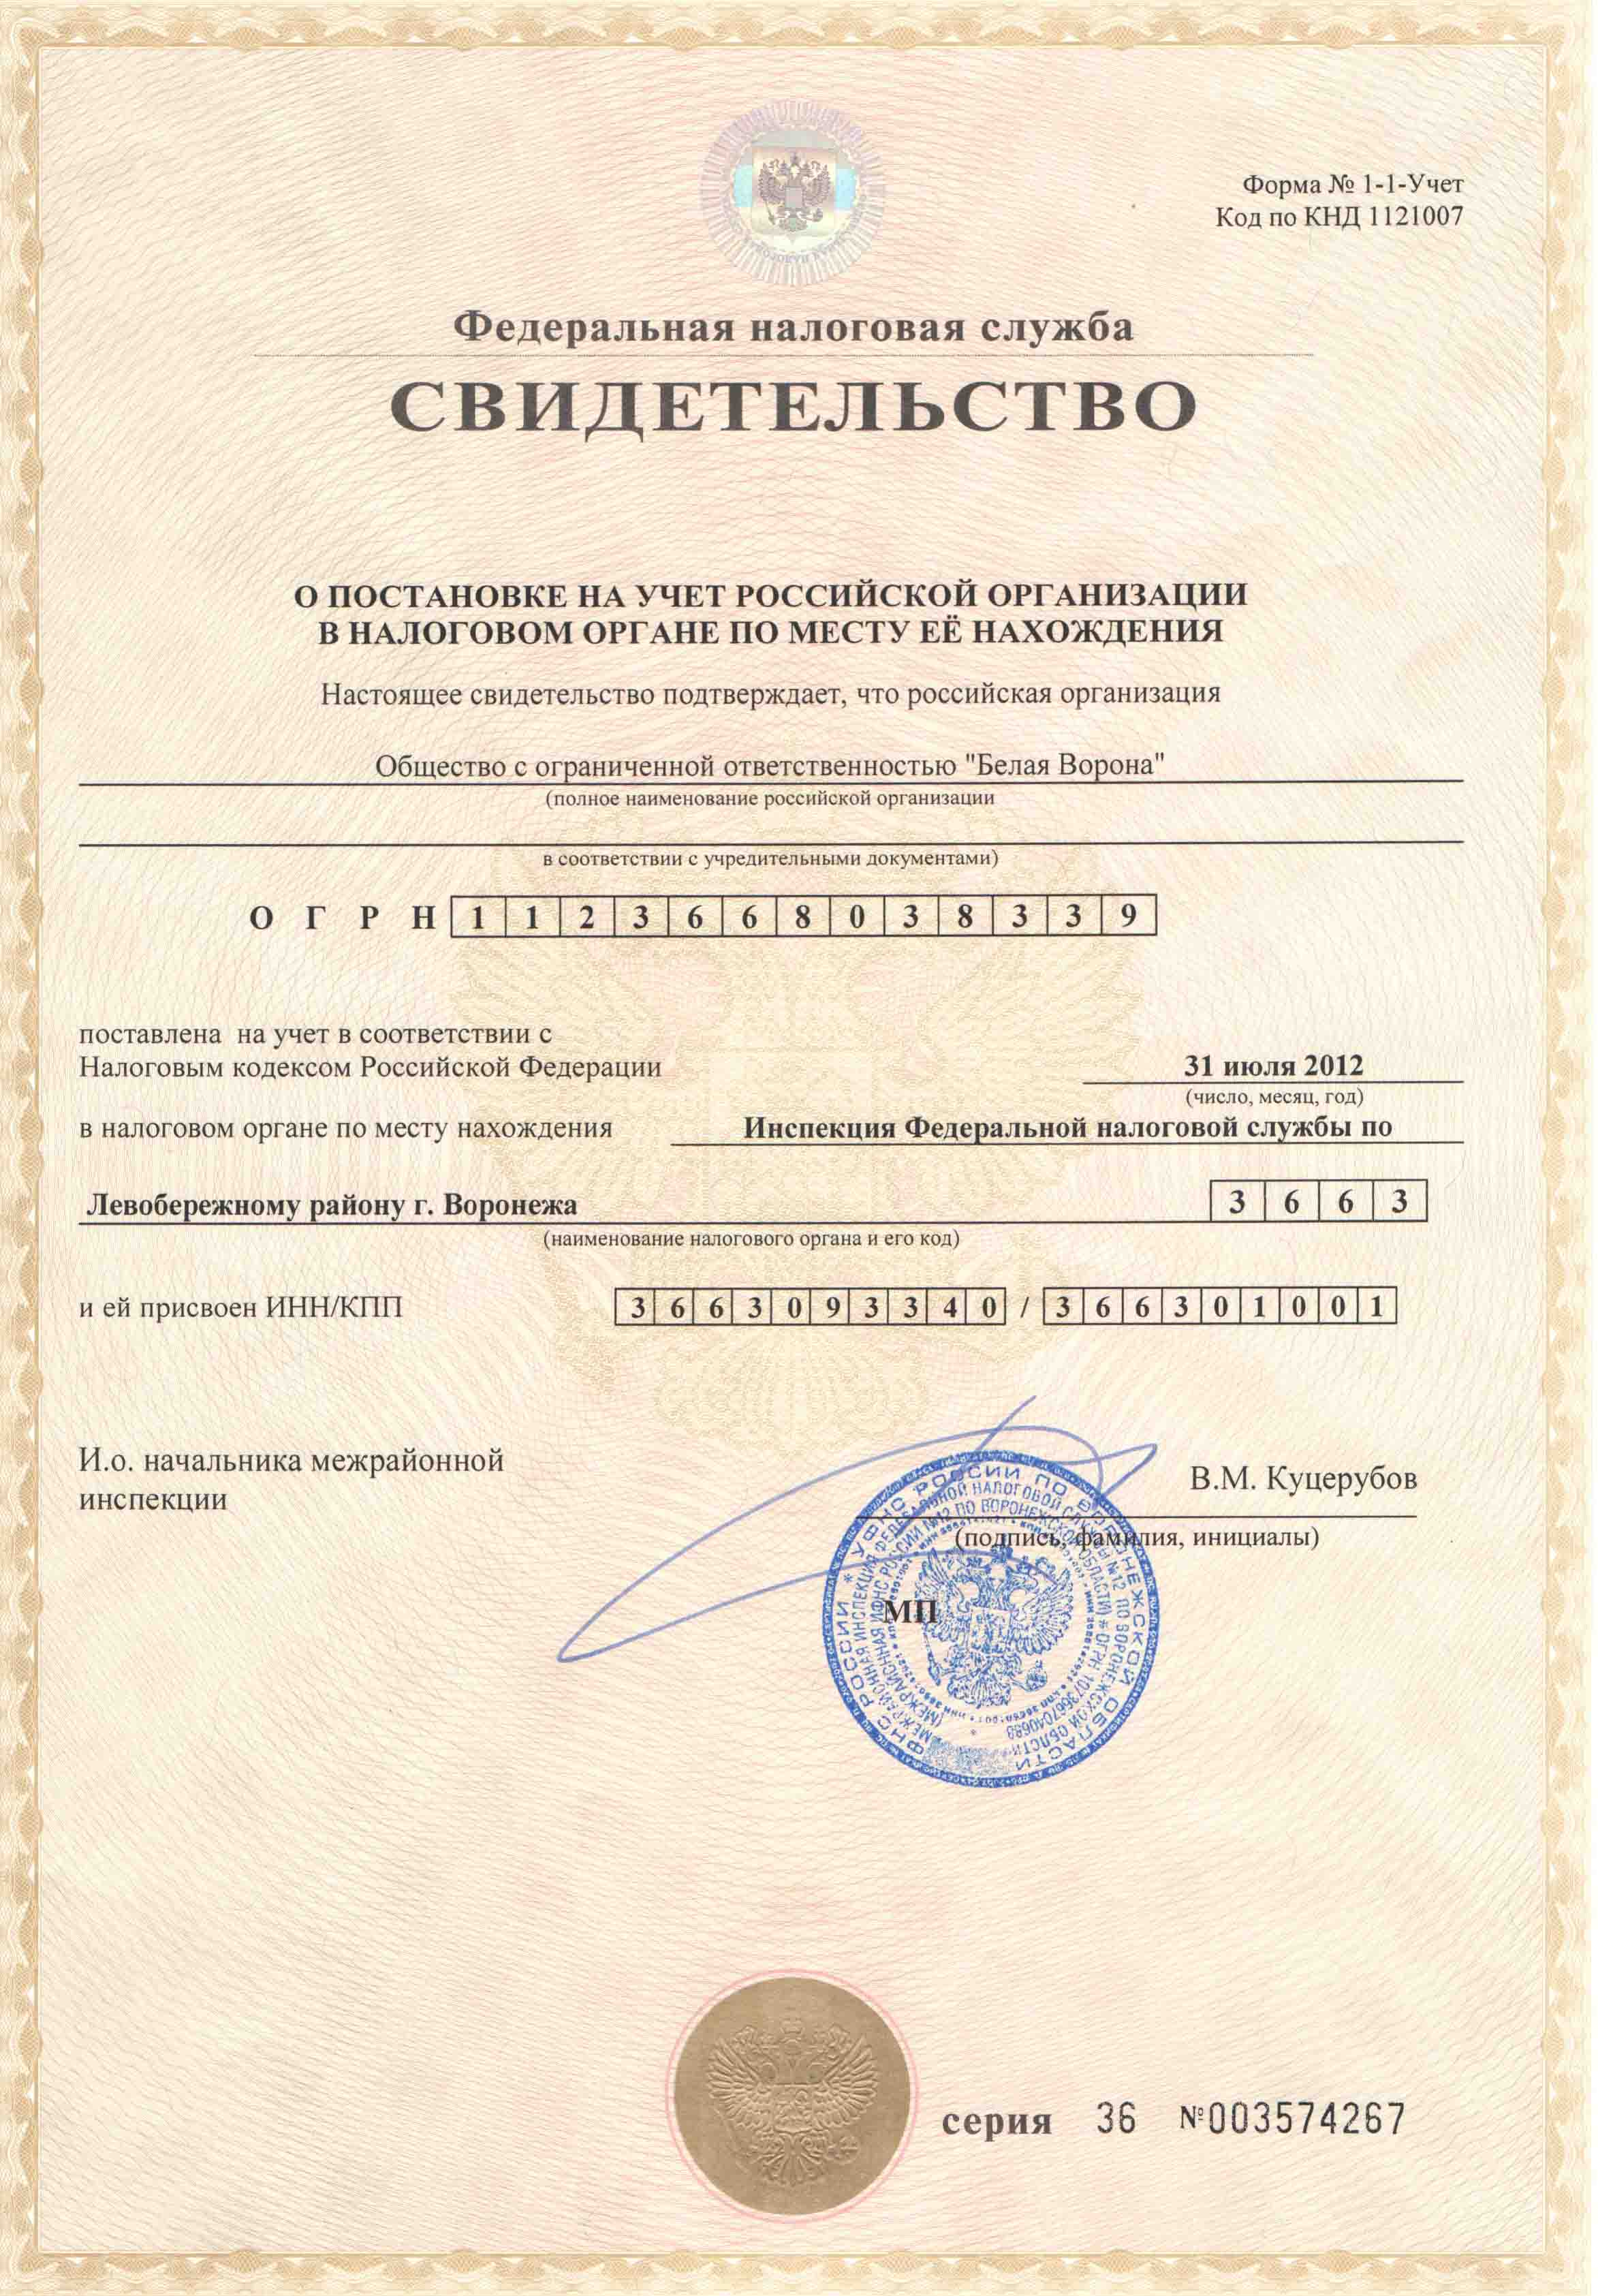 Форма № 1-1-Учет
Код по КНД 1121007
Федеральная налоговая служба
СВИДЕТЕЛЬСТВО
О ПОСТАНОВКЕ НА УЧЕТ РОССИЙСКОЙ ОРГАНИЗАЦИИ
В НАЛОГОВОМ ОРГАНЕ ПО МЕСТУ ЕЁ НАХОЖДЕНИЯ
Настоящее свидетельство подтверждает, что российская организация
Общество с ограниченной ответственностью "Белая Ворона"
(полное наименование российской организации
в соответствии с учредительными документами)
О Г Р Н 1 1 2 3 6 6 8 0 3 8 3 3 9
поставлена на учет в соответствии с
Налоговым кодексом Российской Федерации 31 июля 2012
(число, месяц, год)
в налоговом органе по месту нахождения Инспекция Федеральной налоговой службы по
Левобережному району г. Воронежа 3 6 6 3
(наименование налогового органа и его код)
и ей присвоен ИНН/КПП 3 6 6 3 0 9 3 3 4 0 / 3 6 6 3 0 1 0 0 1
И.о. начальника межрайонной
инспекции
В.М. Куцерубов
(подпись, фамилия, инициалы)
МП
УФНС РОССИИ ПО ВОРОНЕЖСКОЙ ОБЛАСТИ
МЕЖРАЙОННАЯ ИНСПЕКЦИЯ ФЕДЕРАЛЬНОЙ НАЛОГОВОЙ СЛУЖБЫ №12 ПО ВОРОНЕЖСКОЙ ОБЛАСТИ
(МЕЖРАЙОННАЯ ИФНС РОССИИ №12 ПО ВОРОНЕЖСКОЙ ОБЛАСТИ) * ОГРН 1073667040689
серия 36 №003574267